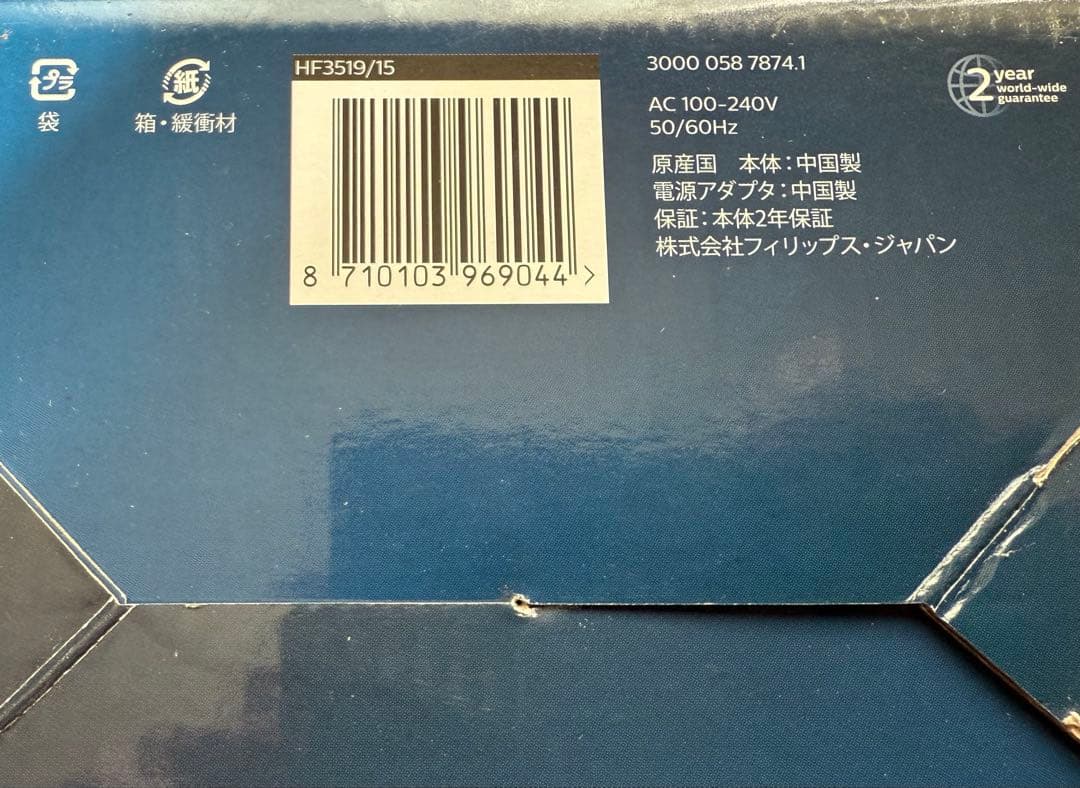 プラ
袋
紙
箱・緩衝材
HF3519/15
8 710103 969044 >
3000 058 7874.1
AC 100-240V
50/60Hz
原産国 本体：中国製
電源アダプタ：中国製
保証：本体2年保証
株式会社フィリップス・ジャパン
2 year
world-wide
guarantee